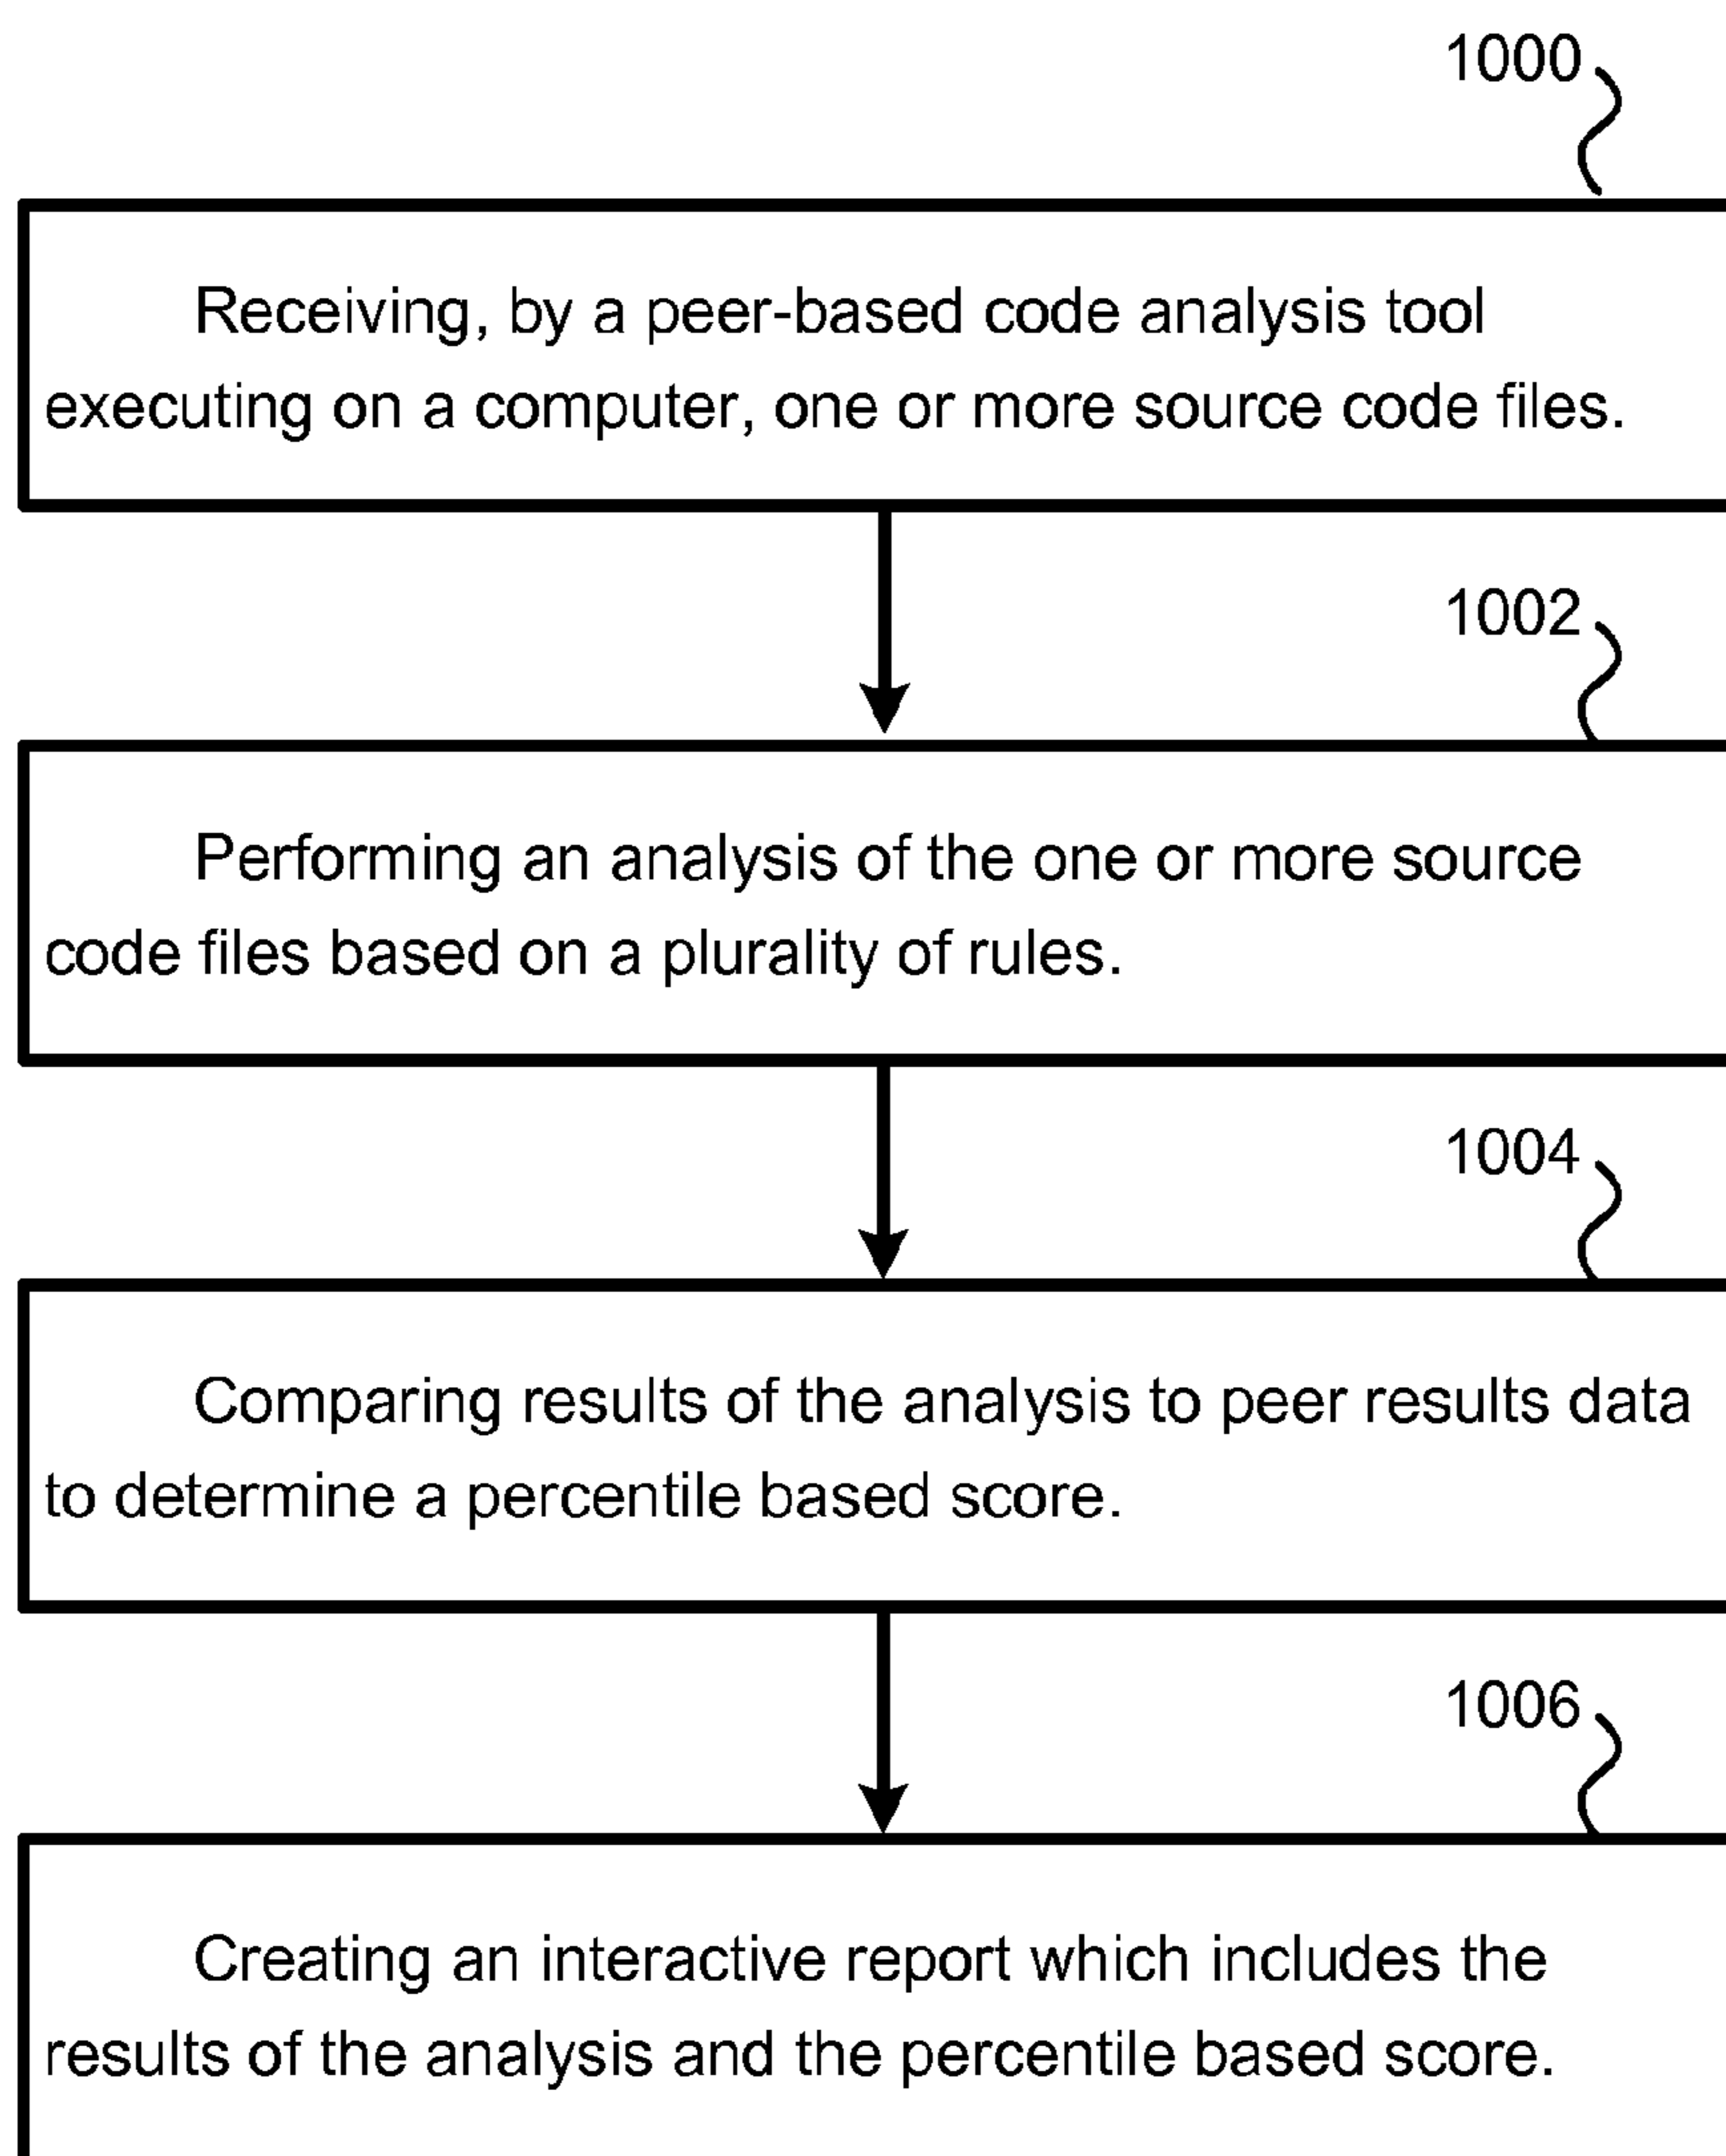 1000
Receiving, by a peer-based code analysis tool
executing on a computer, one or more source code files.
1002
Performing an analysis of the one or more source
code files based on a plurality of rules.
1004
Comparing results of the analysis to peer results data
to determine a percentile based score.
1006
Creating an interactive report which includes the
results of the analysis and the percentile based score.